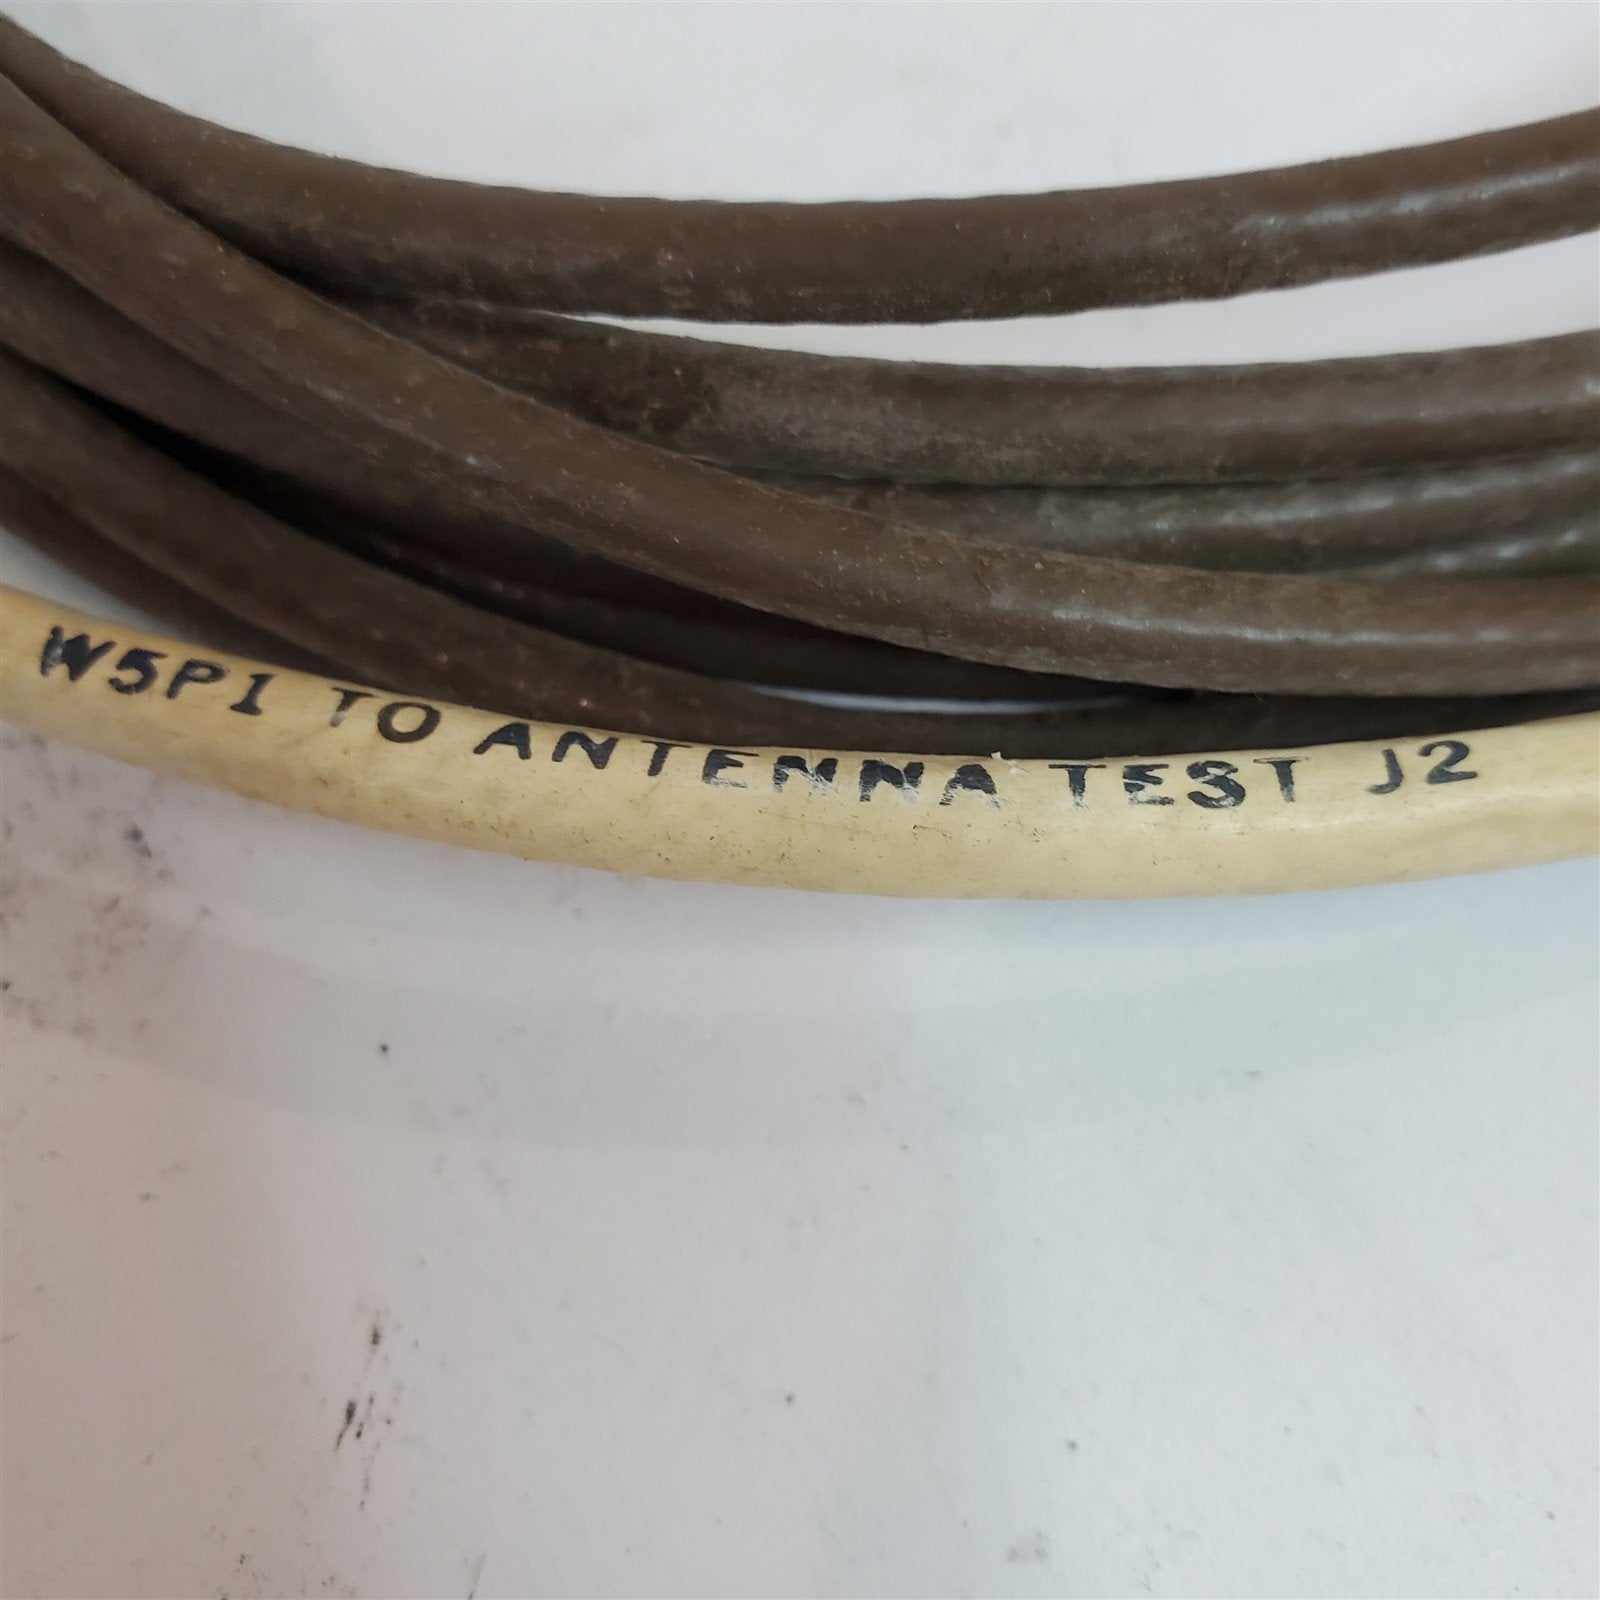 W5P1 TO ANTENNA TEST J2